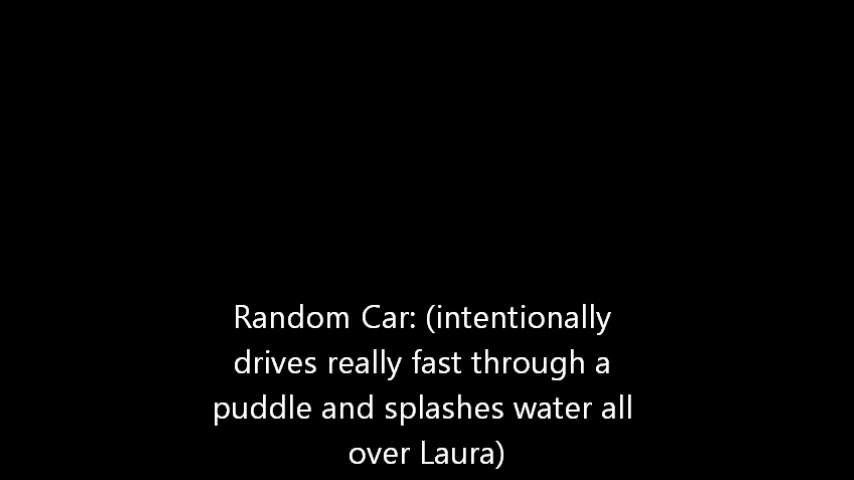 Random Car: (intentionally
drives really fast through a
puddle and splashes water all
over Laura)